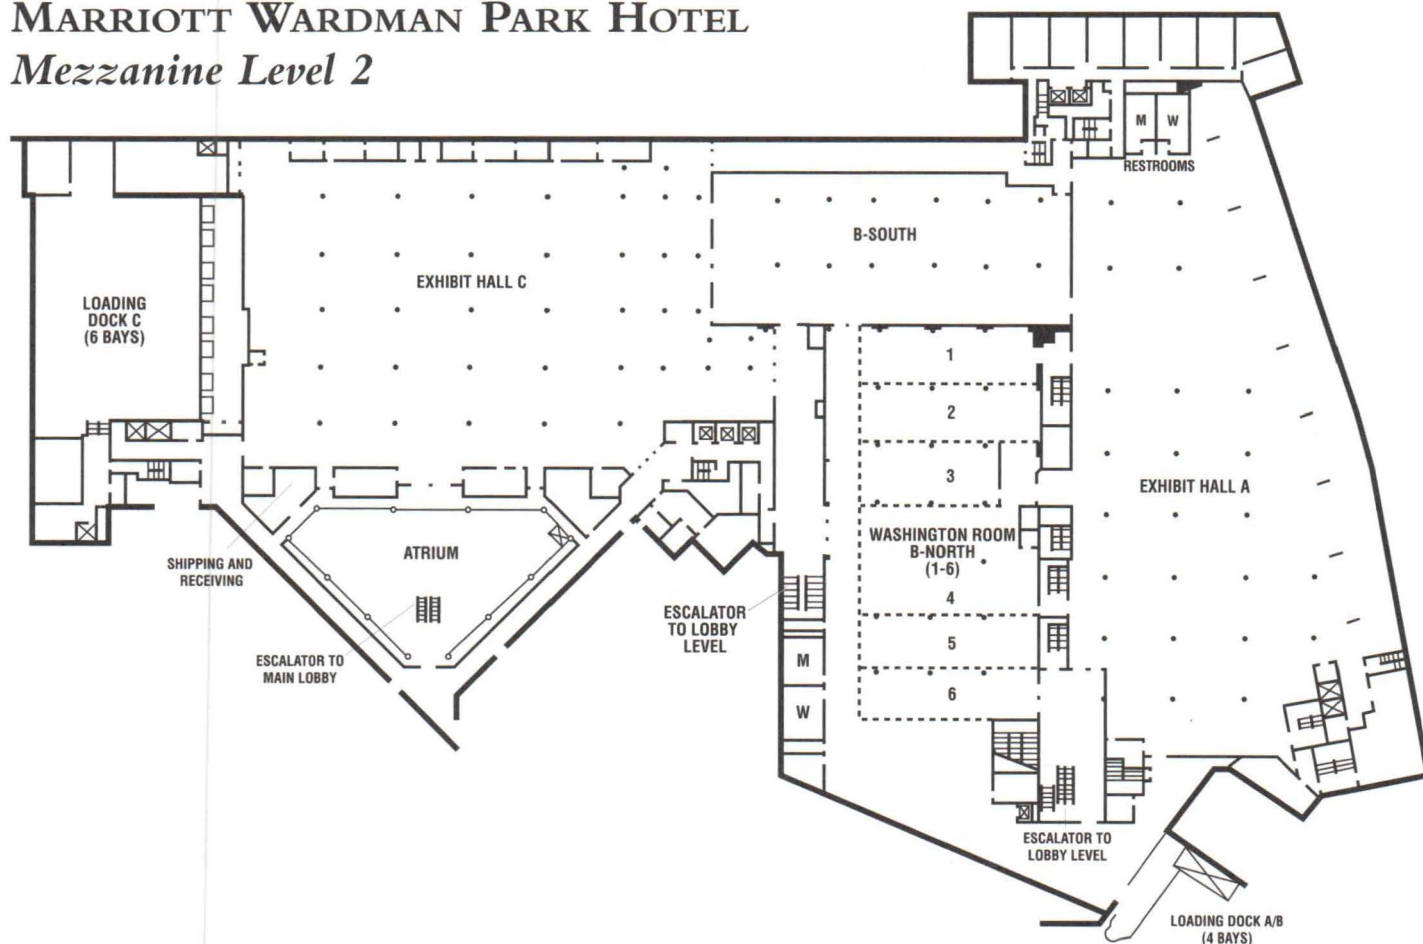 MARRIOTT WARDMAN PARK HOTEL
Mezzanine Level 2
M W
RESTROOMS
B-SOUTH
EXHIBIT HALL C
LOADING
DOCK C
(6 BAYS)
1
2
3
EXHIBIT HALL A
WASHINGTON ROOM
B-NORTH
(1-6)
4
5
6
ATRIUM
SHIPPING AND
RECEIVING
ESCALATOR
TO LOBBY
LEVEL
ESCALATOR TO
MAIN LOBBY
M
W
ESCALATOR TO
LOBBY LEVEL
LOADING DOCK A/B
(4 BAYS)